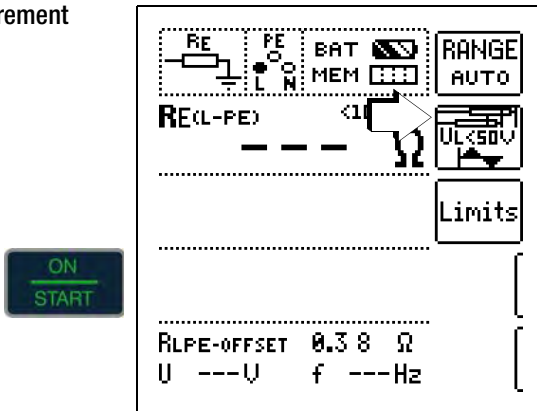 rement
RE PE BAT RANGE
L N MEM AUTO
RE(L-PE)
--- Ω UL<50V
Limits
ON
START
RLPE-OFFSET 0.38 Ω
U ---V f ---Hz